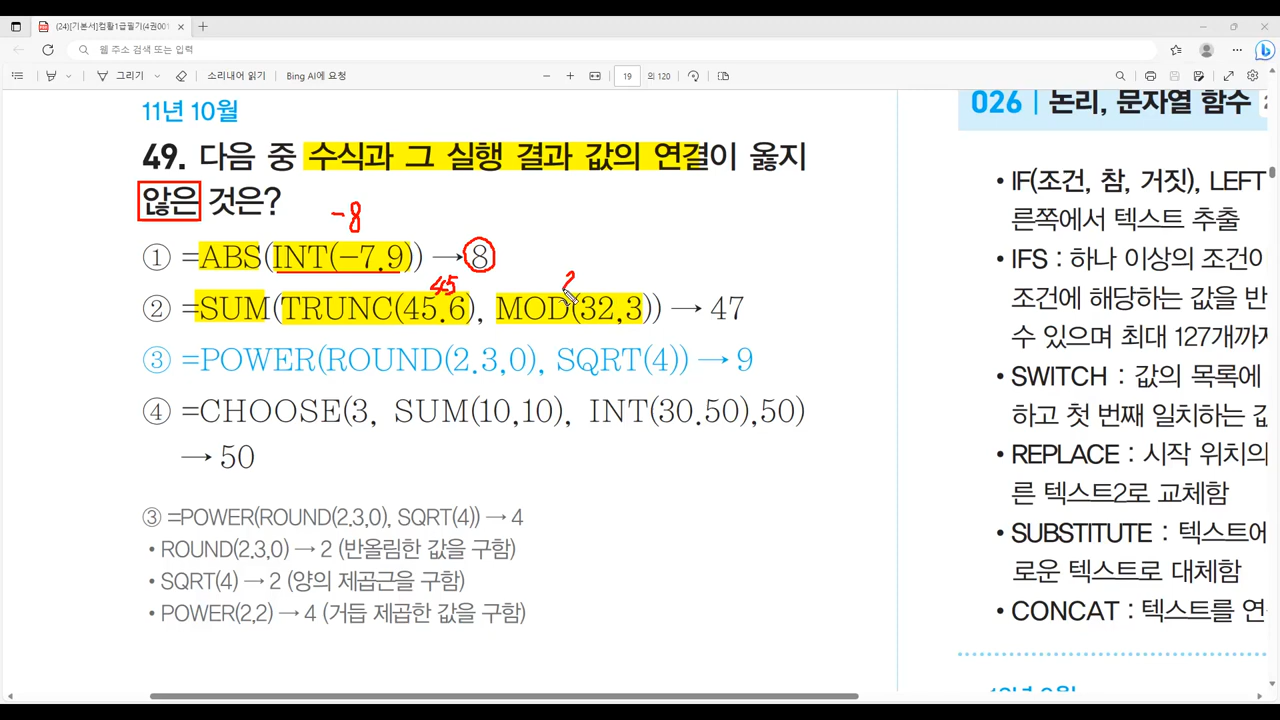 (24)[기본서]컴활1급필기(4권001
웹 주소 검색 또는 입력
그리기 소리내어 읽기 Bing AI에 요청 19 의 120
11년 10월
49. 다음 중 수식과 그 실행 결과 값의 연결이 옳지
않은 것은?
-8
① =ABS(INT(-7.9)) → 8
45 2
② =SUM(TRUNC(45.6), MOD(32,3)) → 47
③ =POWER(ROUND(2.3,0), SQRT(4)) → 9
④ =CHOOSE(3, SUM(10,10), INT(30.50),50)
→ 50
③ =POWER(ROUND(2.3,0), SQRT(4)) → 4
• ROUND(2.3,0) → 2 (반올림한 값을 구함)
• SQRT(4) → 2 (양의 제곱근을 구함)
• POWER(2,2) → 4 (거듭 제곱한 값을 구함)
026 | 논리, 문자열 함수
• IF(조건, 참, 거짓), LEFT
른쪽에서 텍스트 추출
• IFS : 하나 이상의 조건이
조건에 해당하는 값을 반
수 있으며 최대 127개까지
• SWITCH : 값의 목록에
하고 첫 번째 일치하는 값
• REPLACE : 시작 위치의
른 텍스트2로 교체함
• SUBSTITUTE : 텍스트에
로운 텍스트로 대체함
• CONCAT : 텍스트를 연